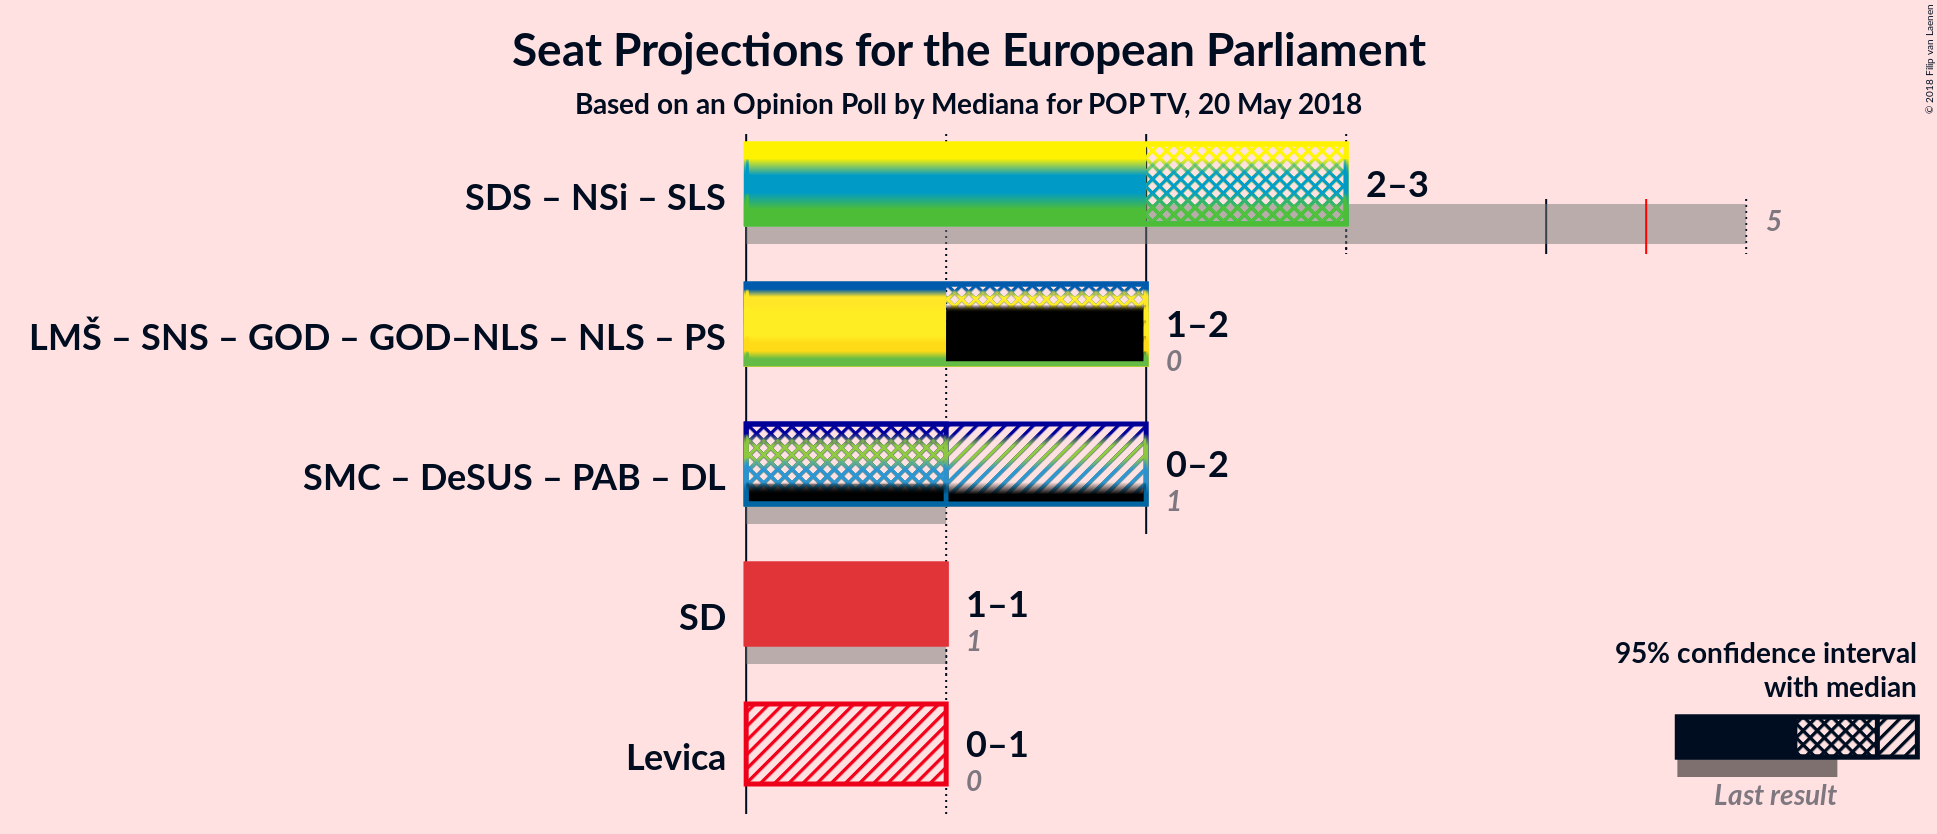 Seat Projections for the European Parliament
Based on an Opinion Poll by Mediana for POP TV, 20 May 2018
© 2018 Filip van Laenen
SDS – NSi – SLS
2–3
5
LMŠ – SNS – GOD – GOD–NLS – NLS – PS
1–2
0
SMC – DeSUS – PAB – DL
0–2
1
SD
1–1
1
Levica
0–1
0
95% confidence interval
with median
Last result